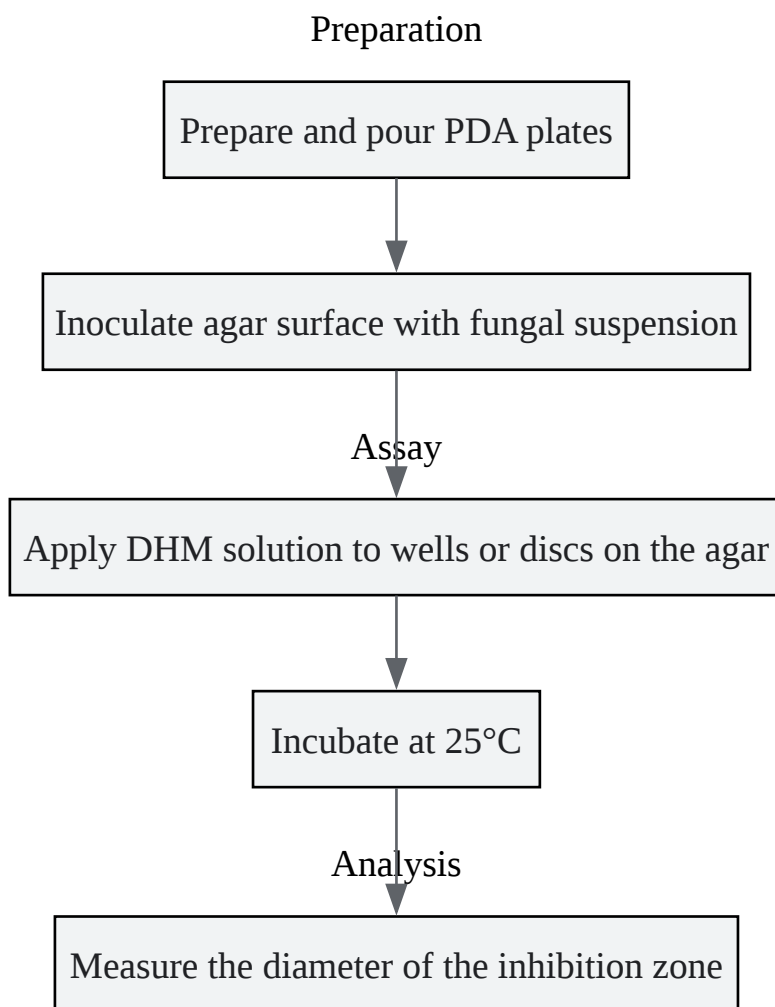 Preparation
Prepare and pour PDA plates
Inoculate agar surface with fungal suspension
Assay
Apply DHM solution to wells or discs on the agar
Incubate at 25°C
Analysis
Measure the diameter of the inhibition zone